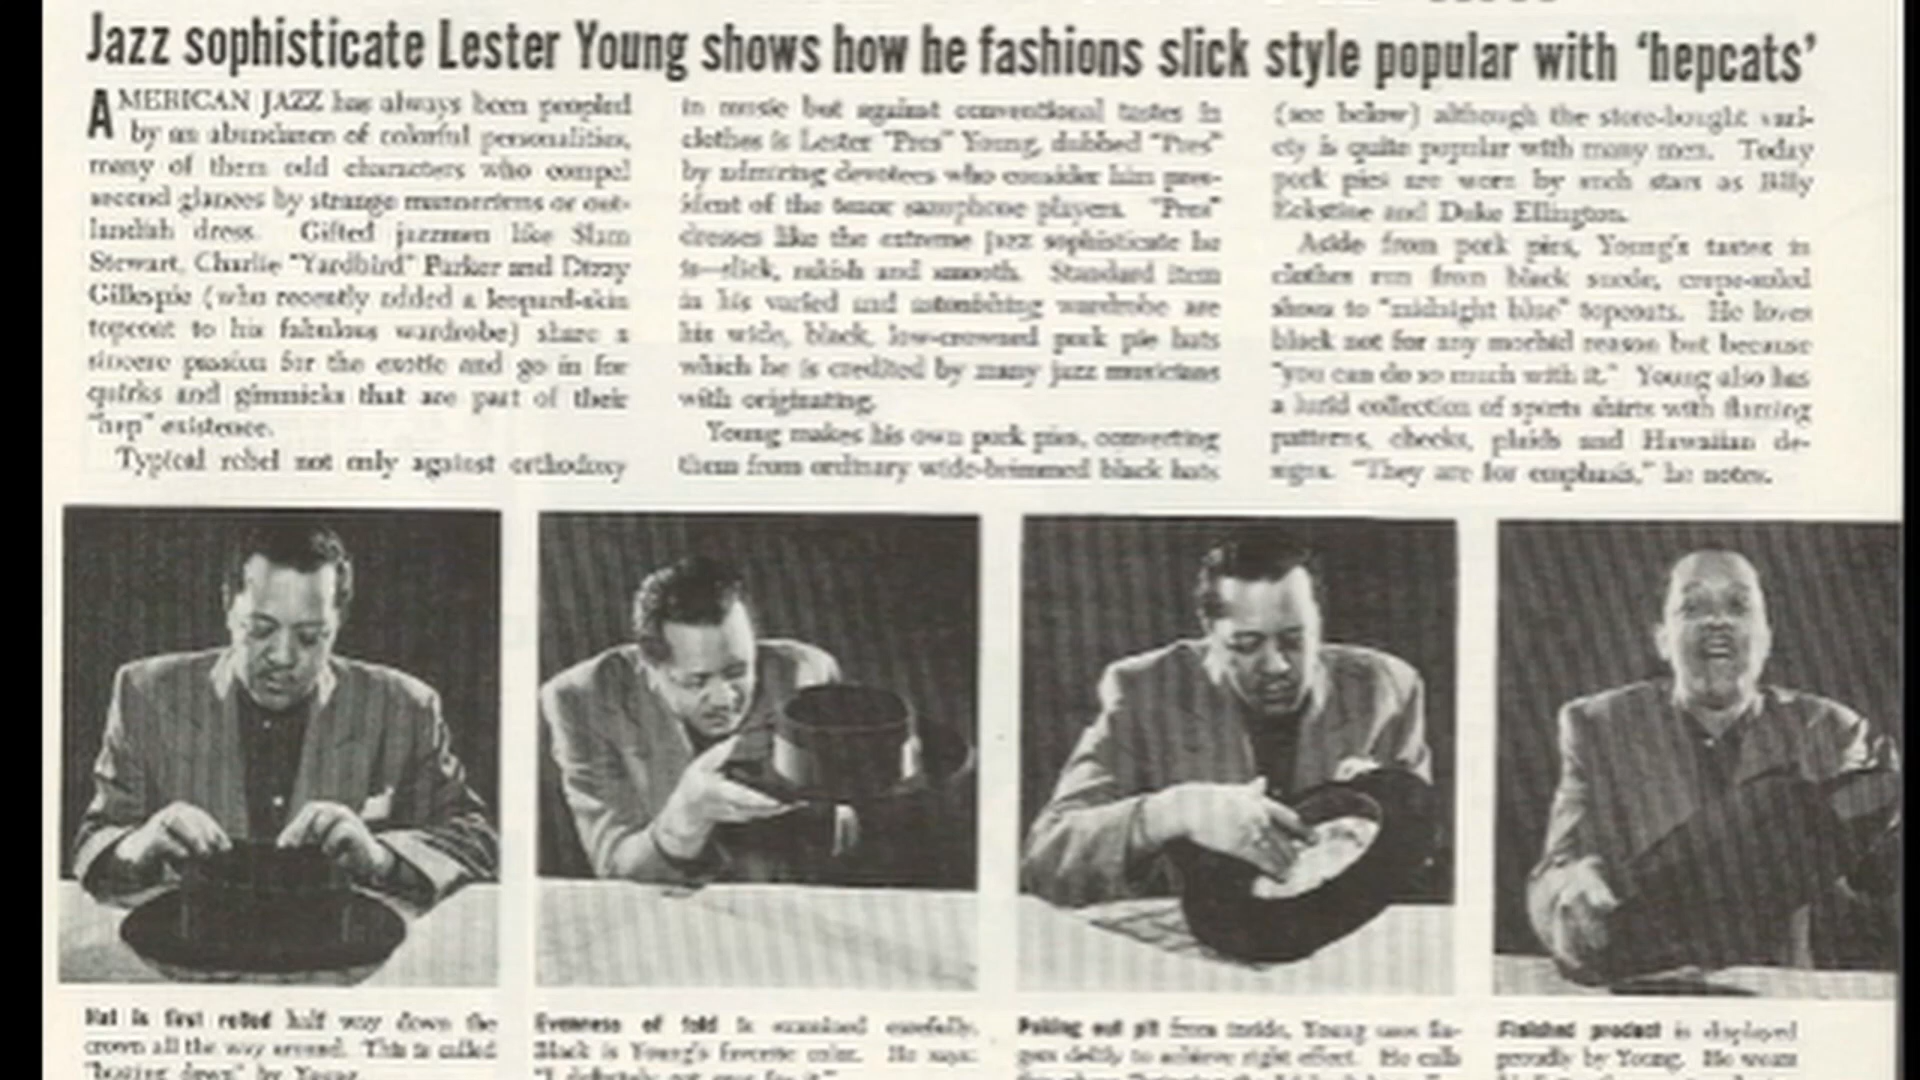 Jazz sophisticate Lester Young shows how he fashions slick style popular with 'hepcats'
AMERICAN JAZZ has always been peopled
by an abundance of colorful personalities,
many of them odd characters who compel
second glances by strange mannerisms or out-
landish dress. Gifted jazzmen like Slam
Stewart, Charlie "Yardbird" Parker and Dizzy
Gillespie (who recently added a leopard-skin
topcoat to his fabulous wardrobe) share a
sincere passion for the exotic and go in for
quirks and gimmicks that are part of their
"hep" existence.
Typical rebel not only against orthodoxy
in music but against conventional tastes in
clothes is Lester "Pres" Young, dubbed "Pres"
by admiring devotees who consider him pres-
ident of the tenor saxophone players. "Pres"
dresses like the extreme jazz sophisticate he
is—slick, rakish and smooth. Standard item
in his varied and astonishing wardrobe are
his wide, black, low-crowned pork pie hats
which he is credited by many jazz musicians
with originating.
Young makes his own pork pies, converting
them from ordinary wide-brimmed black hats
(see below) although the store-bought vari-
ety is quite popular with many men. Today
pork pies are worn by such stars as Billy
Eckstine and Duke Ellington.
Aside from pork pies, Young's tastes in
clothes run from black suede, crepe-soled
shoes to "midnight blue" topcoats. He loves
black not for any morbid reason but because
"you can do so much with it." Young also has
a lurid collection of sports shirts with flaming
patterns, checks, plaids and Hawaiian de-
signs. "They are for emphasis," he notes.
Hat is first rolled half way down the
crown all the way around. This is called
down" by Young.
Evenness of fold is examined carefully.
Black is Young's favorite color. He says:
"I definitely
Poking out pit from inside, Young uses fin-
gers deftly to achieve right effect. He calls
Finished product is displayed
proudly by Young. He wears